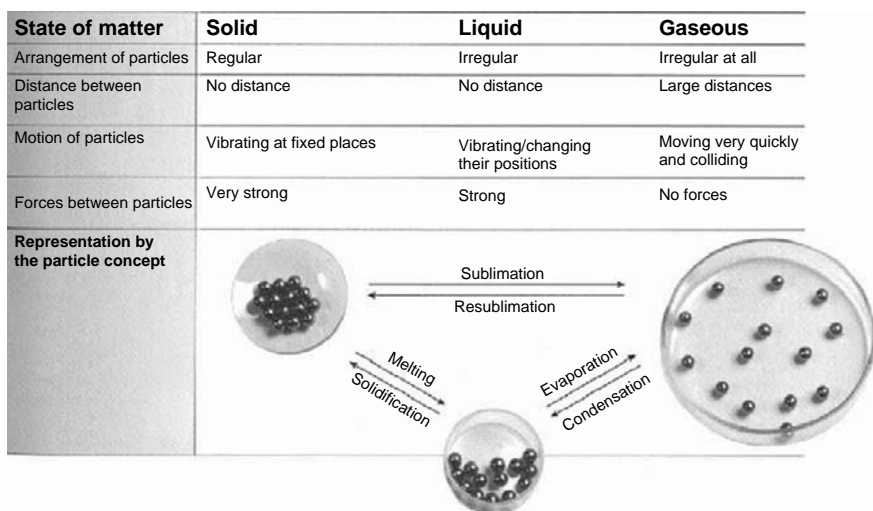 State of matter Solid Liquid Gaseous
Arrangement of particles Regular Irregular Irregular at all
Distance between
particles No distance No distance Large distances
Motion of particles Vibrating at fixed places Vibrating/changing
their positions Moving very quickly
and colliding
Forces between particles Very strong Strong No forces
Representation by
the particle concept
Sublimation
Resublimation
Melting
Solidification
Evaporation
Condensation